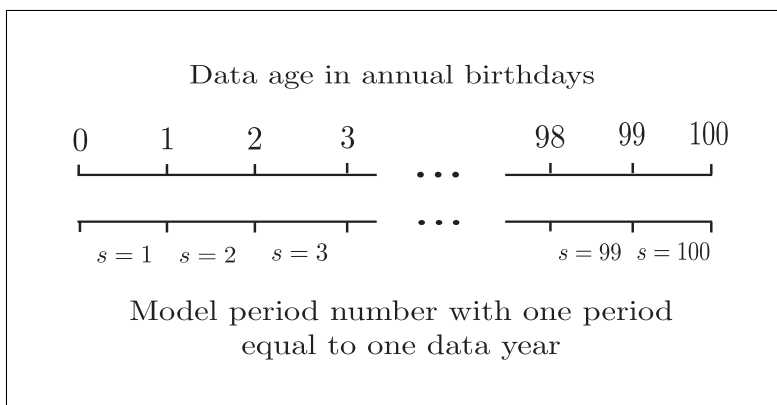 Data age in annual birthdays
0 1 2 3 98 99 100
s = 1 s = 2 s = 3 s = 99 s = 100
Model period number with one period
equal to one data year